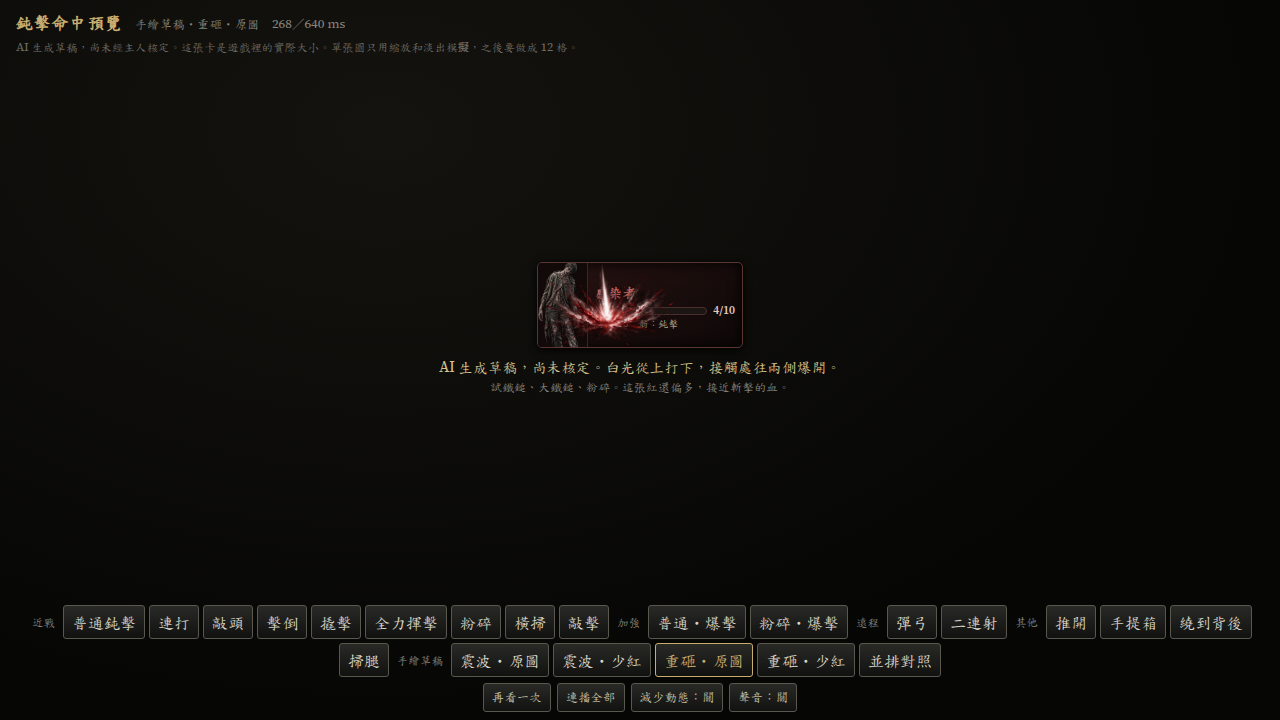 鈍擊命中預覽 手繪草稿・重砸・原圖 268／640 ms
AI 生成草稿，尚未經主人核定。這張卡是遊戲裡的實際大小。單張圖只用縮放和淡出模擬，之後要做成 12 格。
染者
4/10
：鈍擊
AI 生成草稿，尚未核定。白光從上打下，接觸處往兩側爆開。
試鐵鎚、大鐵鎚、粉碎。這張紅還偏多，接近斬擊的血。
近戰 普通鈍擊 連打 敲頭 擊倒 撬擊 全力揮擊 粉碎 橫掃 敲擊 加強 普通・爆擊 粉碎・爆擊 遠程 彈弓 二連射 其他 推開 手提箱 繞到背後
掃腿 手繪草稿 震波・原圖 震波・少紅 重砸・原圖 重砸・少紅 並排對照
再看一次 連播全部 減少動態：關 聲音：關